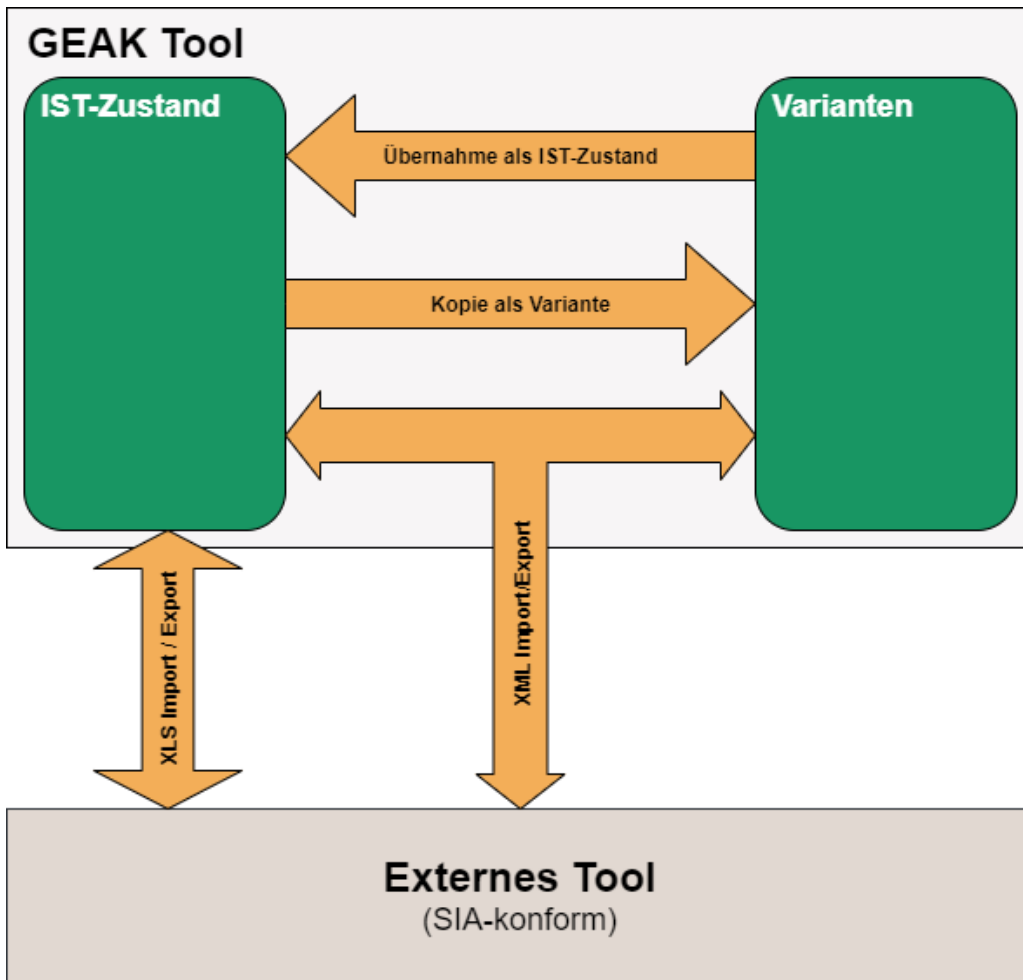 GEAK Tool
IST-Zustand
Varianten
Übernahme als IST-Zustand
Kopie als Variante
XLS Import / Export
XML Import/Export
Externes Tool
(SIA-konform)